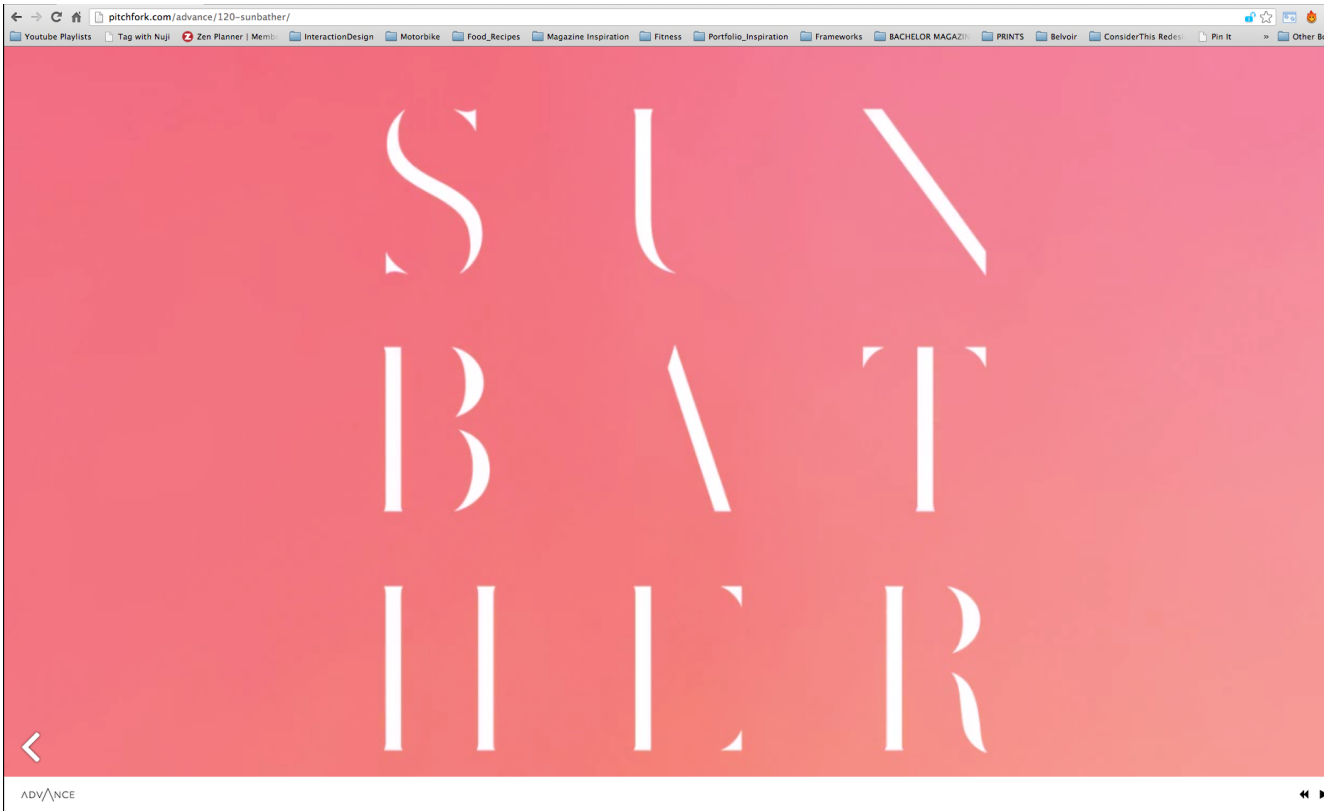 pitchfork.com/advance/120-sunbather/
Youtube Playlists Tag with Nuji Zen Planner | Memb InteractionDesign Motorbike Food_Recipes Magazine Inspiration Fitness Portfolio_Inspiration Frameworks BACHELOR MAGAZIN PRINTS Belvoir ConsiderThis Redesi Pin It » Other B
SUN
BAT
HER
ADVANCE